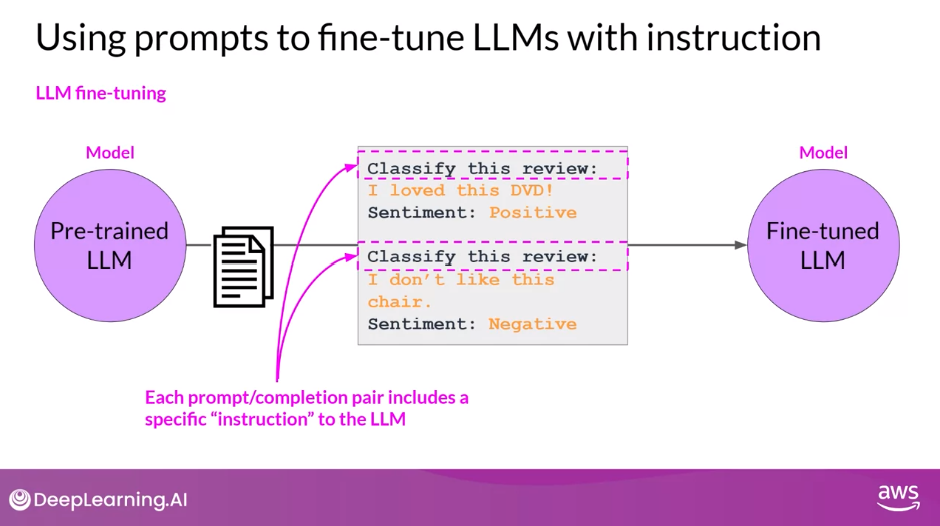 Using prompts to fine-tune LLMs with instruction
LLM fine-tuning
Model
Pre-trained
LLM
Classify this review:
I loved this DVD!
Sentiment: Positive
Classify this review:
I don't like this
chair.
Sentiment: Negative
Model
Fine-tuned
LLM
Each prompt/completion pair includes a
specific “instruction” to the LLM
DeepLearning.AI
aws